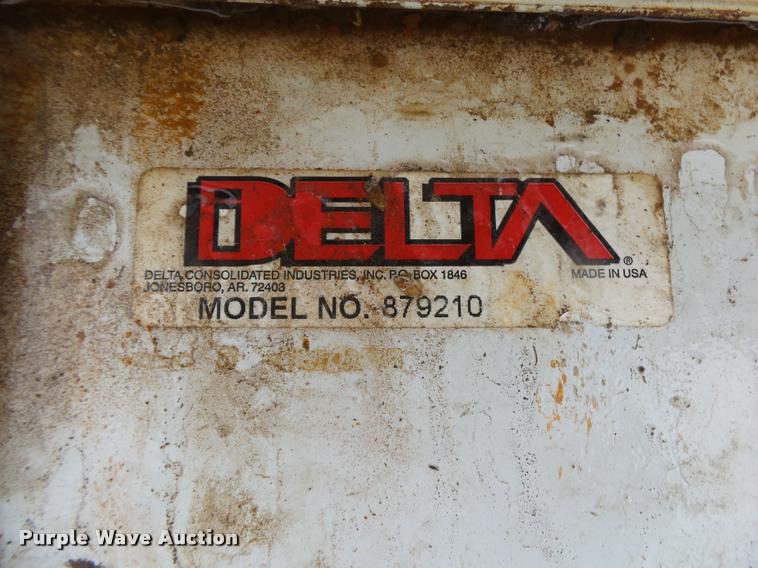 DELTA®
DELTA CONSOLIDATED INDUSTRIES, INC. P.O. BOX 1846 MADE IN USA
JONESBORO, AR. 72403
MODEL NO. 879210
Purple Wave Auction